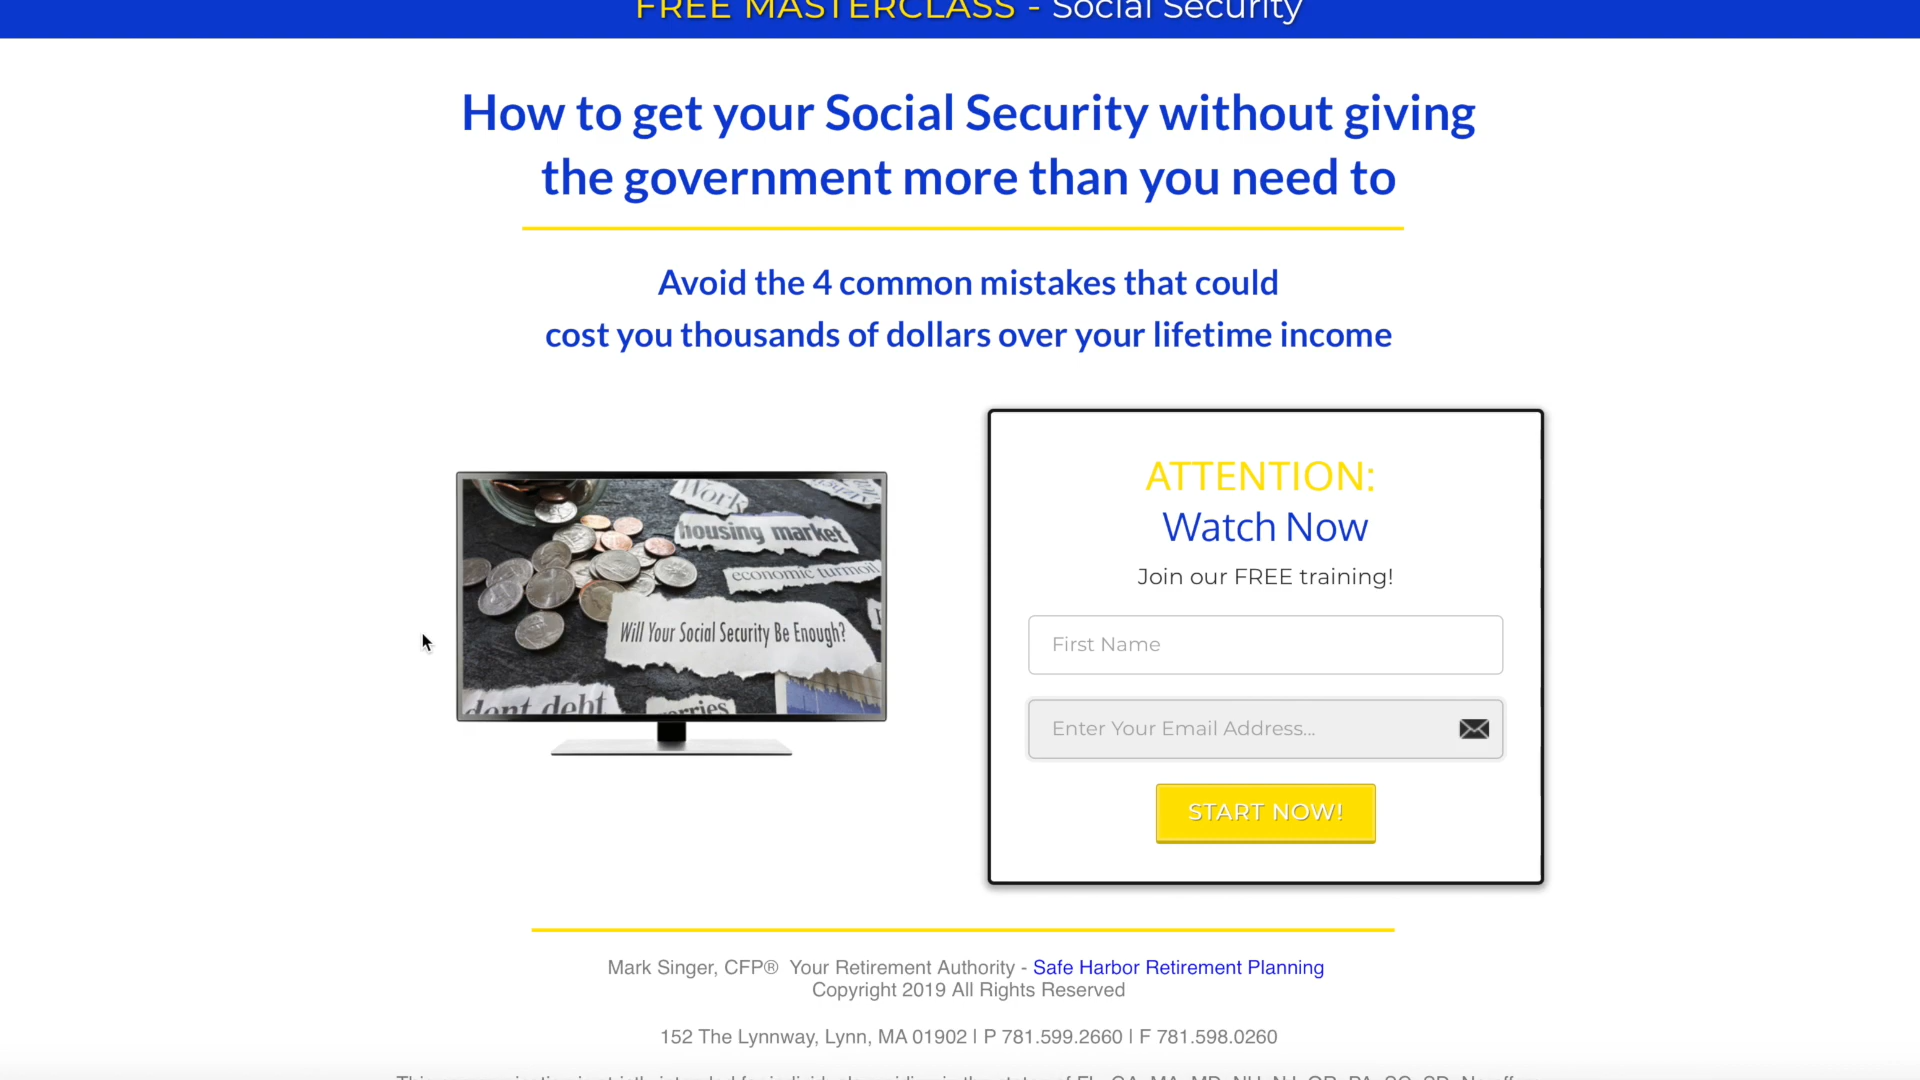 FREE MASTERCLASS - Social Security
How to get your Social Security without giving
the government more than you need to
Avoid the 4 common mistakes that could
cost you thousands of dollars over your lifetime income
Work
housing market
economic turmoil
Will Your Social Security Be Enough?
dent debt
ATTENTION:
Watch Now
Join our FREE training!
First Name
Enter Your Email Address...
START NOW!
Mark Singer, CFP® Your Retirement Authority - Safe Harbor Retirement Planning
Copyright 2019 All Rights Reserved
152 The Lynnway, Lynn, MA 01902 | P 781.599.2660 | F 781.598.0260